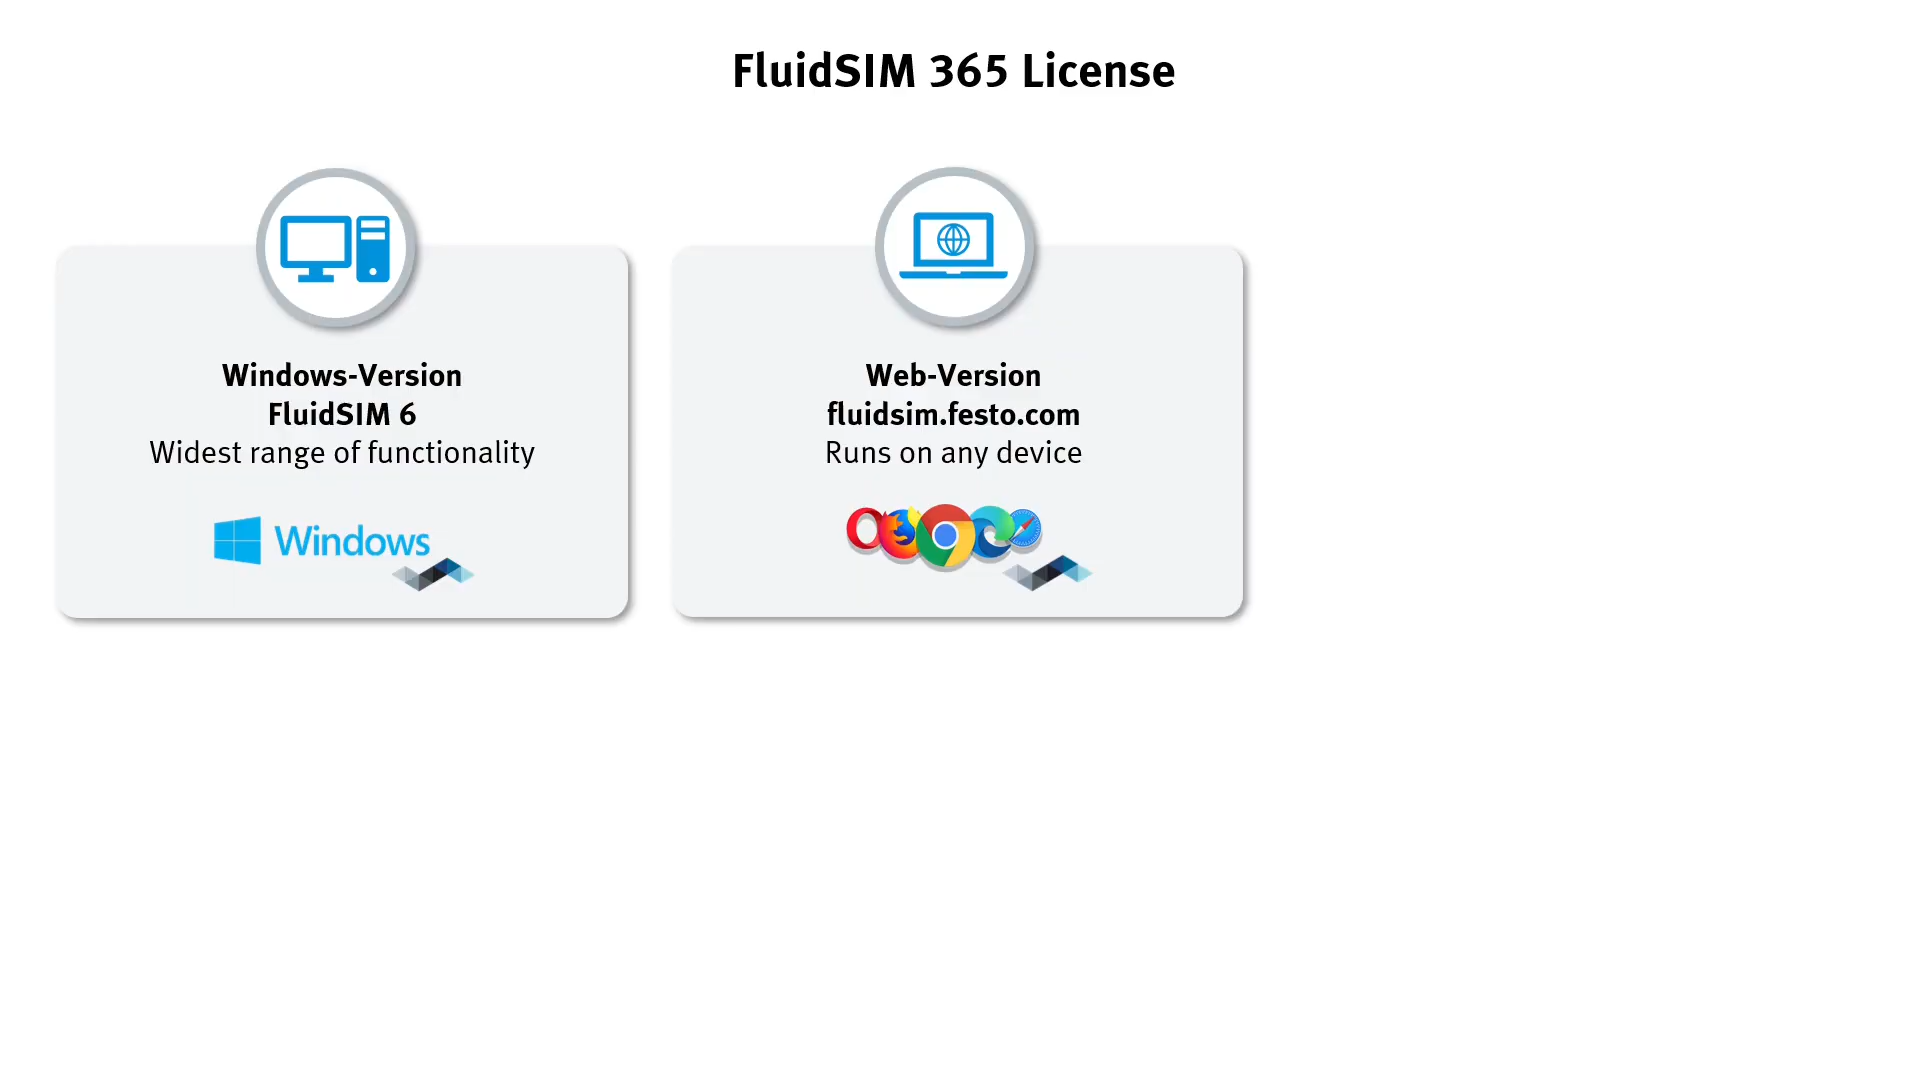 FluidSIM 365 License
Windows-Version
FluidSIM 6
Widest range of functionality
Windows
Web-Version
fluidsim.festo.com
Runs on any device